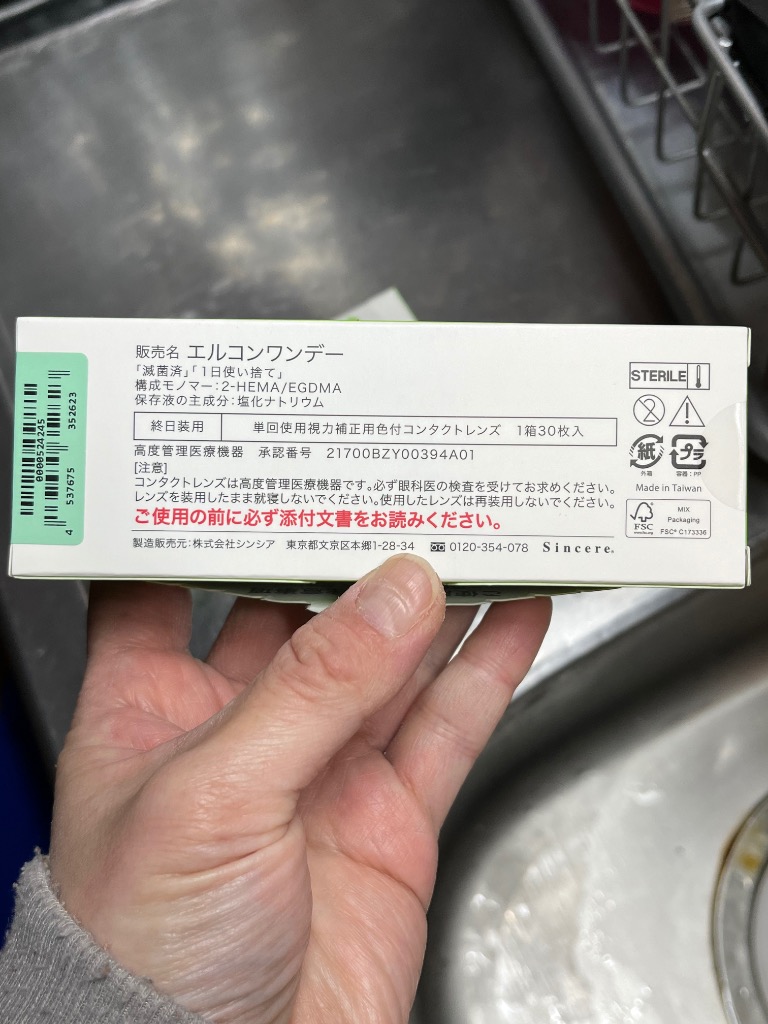 販売名 エルコンワンデー
「滅菌済」「1日使い捨て」
構成モノマー:2-HEMA/EGDMA
保存液の主成分:塩化ナトリウム
終日装用 単回使用視力補正用色付コンタクトレンズ 1箱30枚入
高度管理医療機器 承認番号 21700BZY00394A01
[注意]
コンタクトレンズは高度管理医療機器です。必ず眼科医の検査を受けてお求めください。
レンズを装用したまま就寝しないでください。使用したレンズは再装用しないでください。
ご使用の前に必ず添付文書をお読みください。
製造販売元:株式会社シンシア 東京都文京区本郷1-28-34 0120-354-078 Sincere®
STERILE
2
紙 プラ
外箱 容器:PP
Made in Taiwan
FSC
www.fsc.org
MIX
Packaging
FSC® C173336
0000524245
4 537675 352623